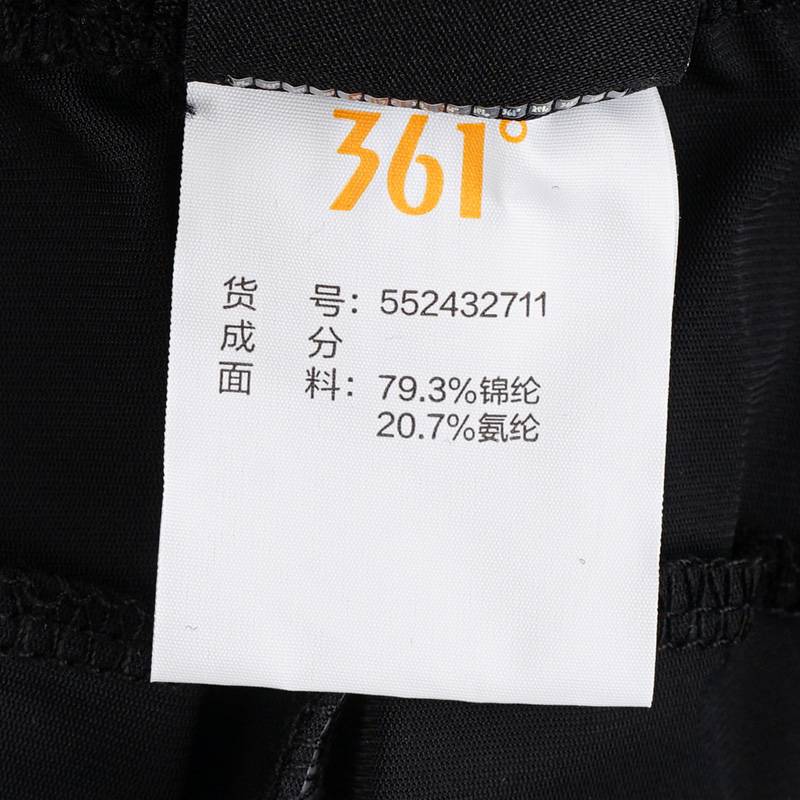 361°
货 号：552432711
成 分
面 料：79.3%锦纶
20.7%氨纶